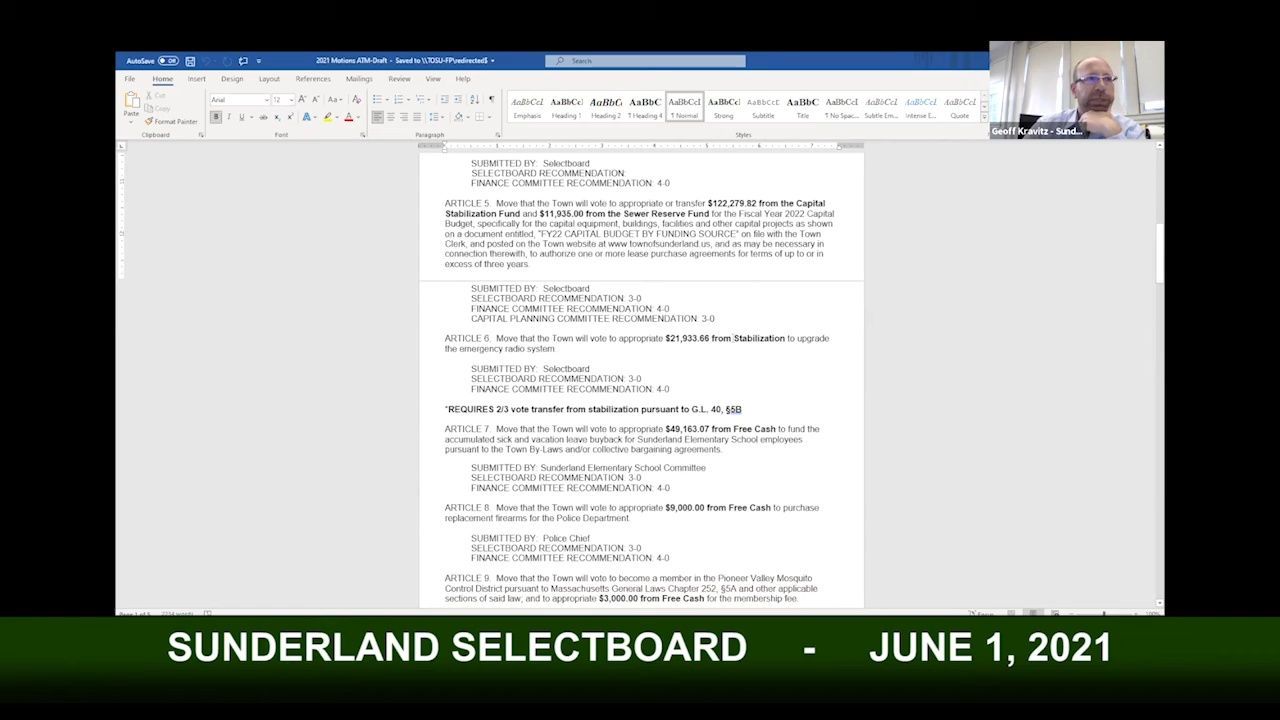 AutoSave Off
2021 Motions ATM-Draft - Saved to \\TOSU-FP\redirected$
Search
File Home Insert Design Layout References Mailings Review View Help
Paste
Cut
Copy
Format Painter
Arial 12
Clipboard Font Paragraph Styles
Emphasis Heading 1 Heading 2 ¶ Heading 4 ¶ Normal Strong Subtitle Title ¶ No Spac... Subtle Em... Intense E... Quote
Geoff Kravitz - Sund...
SUBMITTED BY: Selectboard
SELECTBOARD RECOMMENDATION:
FINANCE COMMITTEE RECOMMENDATION: 4-0
ARTICLE 5. Move that the Town will vote to appropriate or transfer $122,279.82 from the Capital
Stabilization Fund and $11,935.00 from the Sewer Reserve Fund for the Fiscal Year 2022 Capital
Budget, specifically for the capital equipment, buildings, facilities and other capital projects as shown
on a document entitled, "FY22 CAPITAL BUDGET BY FUNDING SOURCE" on file with the Town
Clerk, and posted on the Town website at www.townofsunderland.us, and as may be necessary in
connection therewith, to authorize one or more lease purchase agreements for terms of up to or in
excess of three years.
SUBMITTED BY: Selectboard
SELECTBOARD RECOMMENDATION: 3-0
FINANCE COMMITTEE RECOMMENDATION: 4-0
CAPITAL PLANNING COMMITTEE RECOMMENDATION: 3-0
ARTICLE 6. Move that the Town will vote to appropriate $21,933.66 from Stabilization to upgrade
the emergency radio system.
SUBMITTED BY: Selectboard
SELECTBOARD RECOMMENDATION: 3-0
FINANCE COMMITTEE RECOMMENDATION: 4-0
*REQUIRES 2/3 vote transfer from stabilization pursuant to G.L. 40, §5B
ARTICLE 7. Move that the Town will vote to appropriate $49,163.07 from Free Cash to fund the
accumulated sick and vacation leave buyback for Sunderland Elementary School employees
pursuant to the Town By-Laws and/or collective bargaining agreements.
SUBMITTED BY: Sunderland Elementary School Committee
SELECTBOARD RECOMMENDATION: 3-0
FINANCE COMMITTEE RECOMMENDATION: 4-0
ARTICLE 8. Move that the Town will vote to appropriate $9,000.00 from Free Cash to purchase
replacement firearms for the Police Department.
SUBMITTED BY: Police Chief
SELECTBOARD RECOMMENDATION: 3-0
FINANCE COMMITTEE RECOMMENDATION: 4-0
ARTICLE 9. Move that the Town will vote to become a member in the Pioneer Valley Mosquito
Control District pursuant to Massachusetts General Laws Chapter 252, §5A and other applicable
sections of said law; and to appropriate $3,000.00 from Free Cash for the membership fee.
SUNDERLAND SELECTBOARD - JUNE 1, 2021